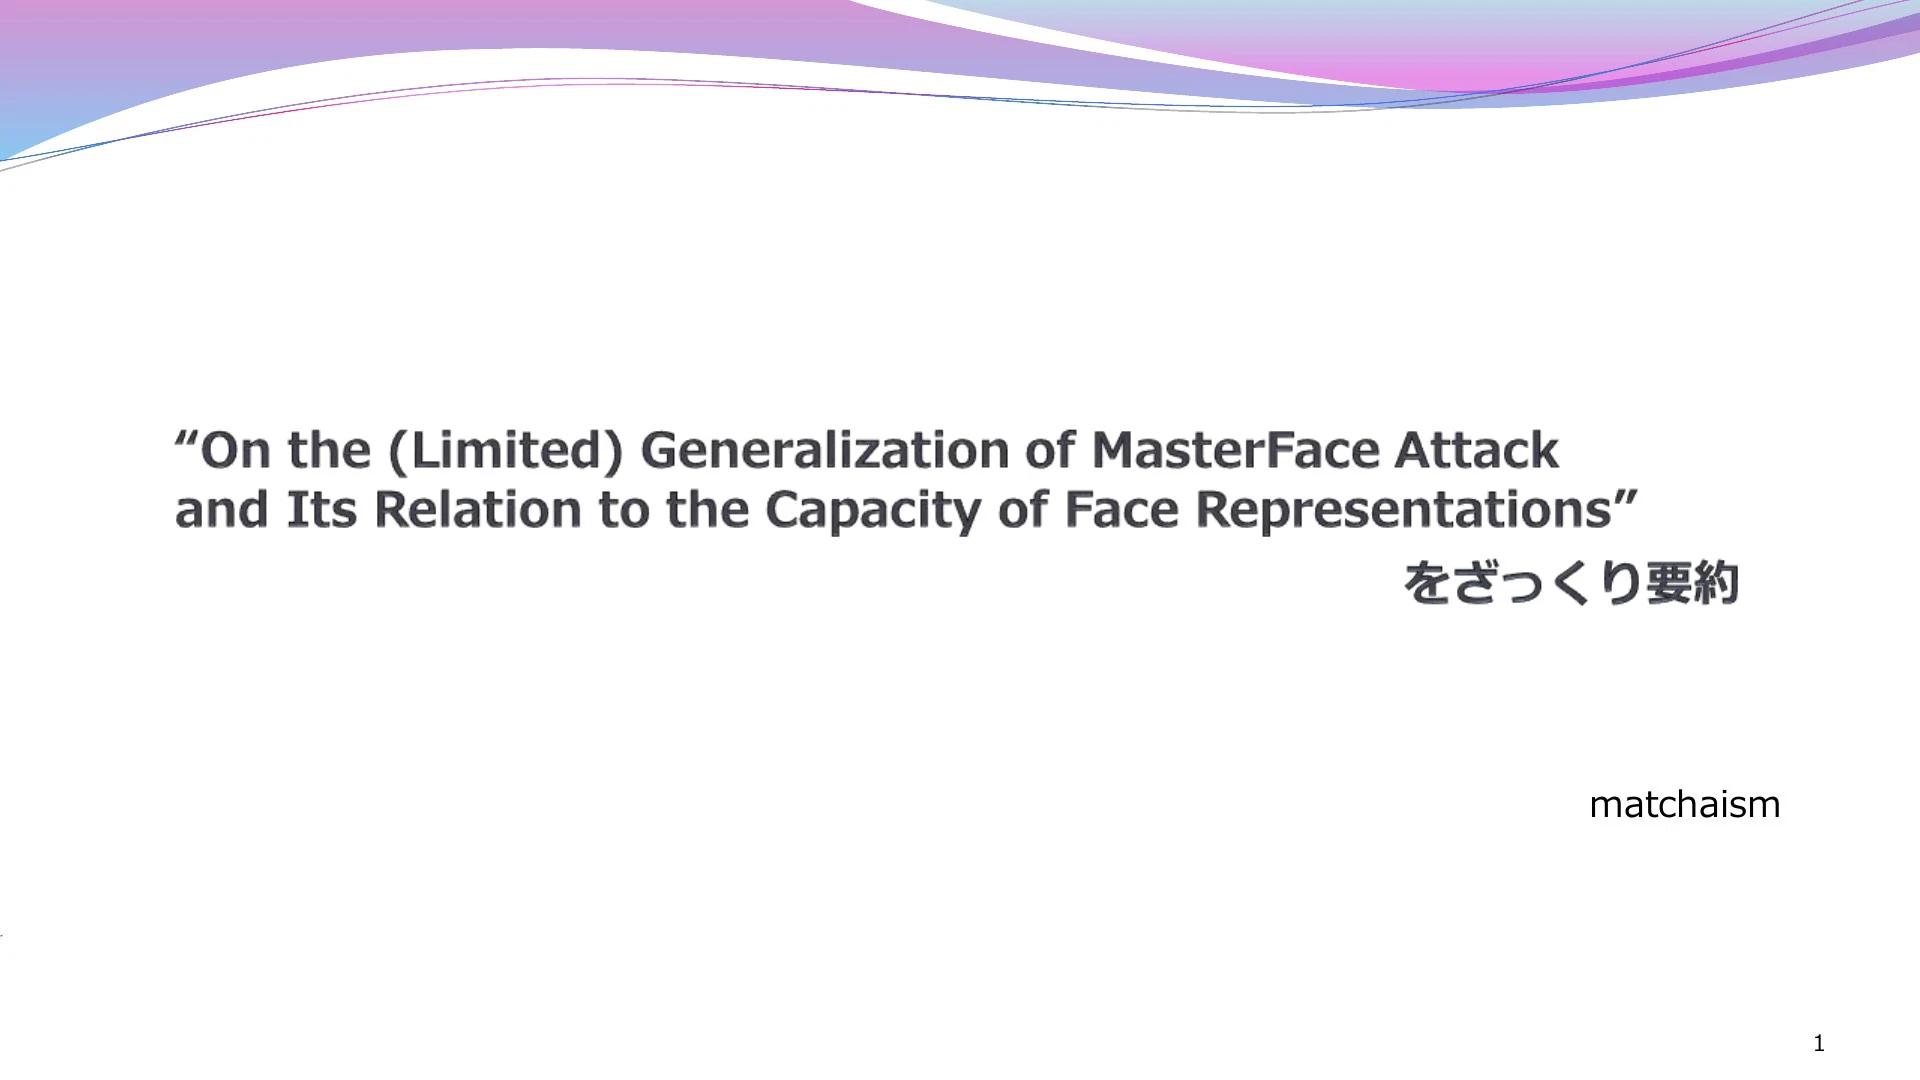 “On the (Limited) Generalization of MasterFace Attack
and Its Relation to the Capacity of Face Representations”
をざっくり要約
matchaism
1